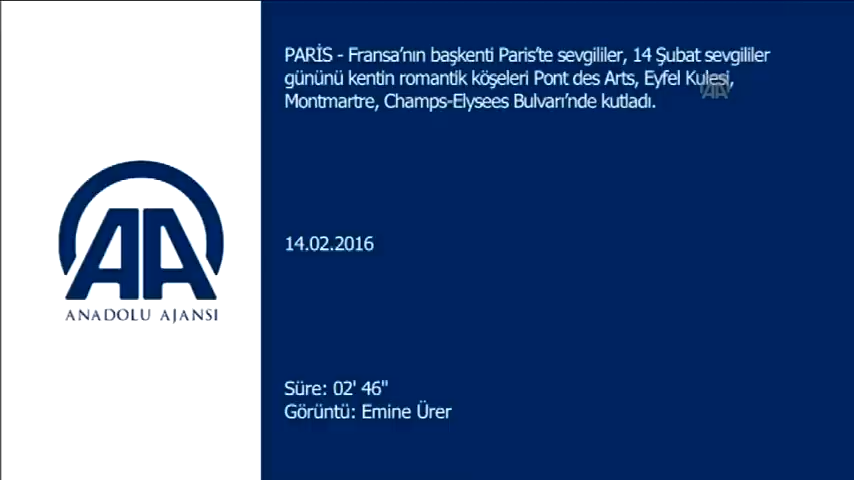 PARİS - Fransa’nın başkenti Paris’te sevgililer, 14 Şubat sevgililer
gününü kentin romantik köşeleri Pont des Arts, Eyfel Kulesi,
Montmartre, Champs-Elysees Bulvarı’nde kutladı.
AA
14.02.2016
AA
ANADOLU AJANSI
Süre: 02' 46"
Görüntü: Emine Ürer